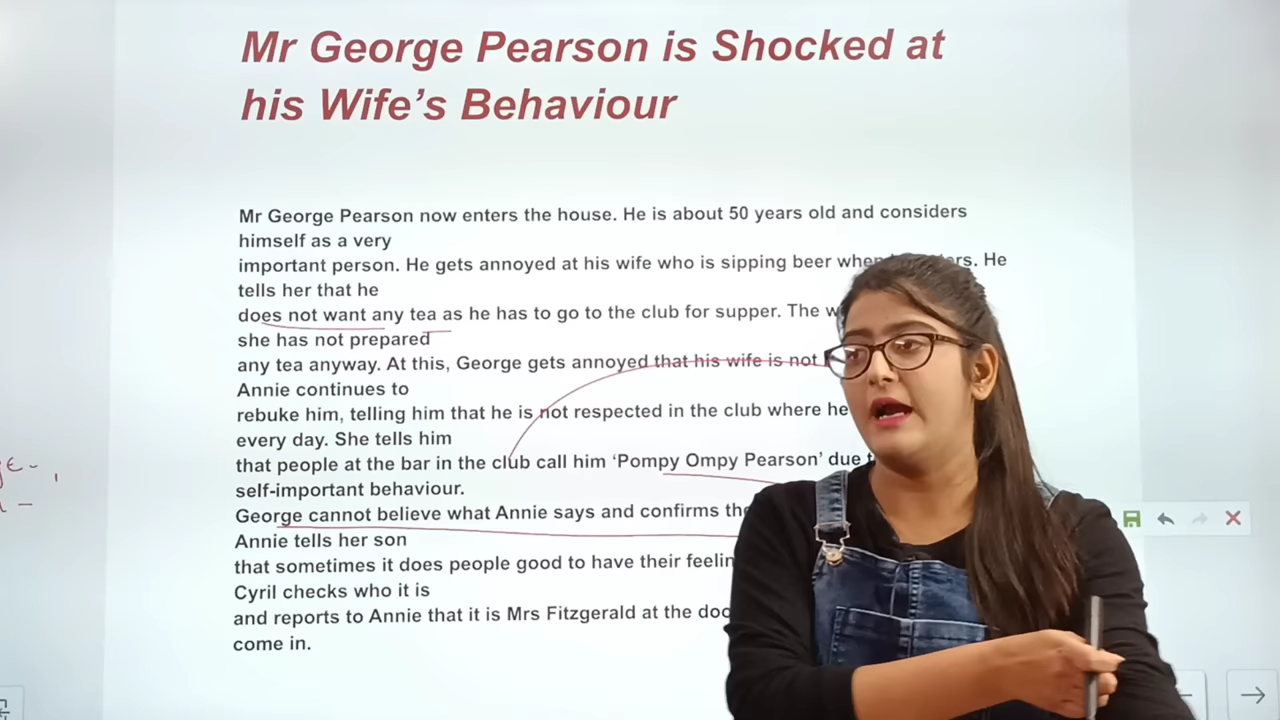 Mr George Pearson is Shocked at
his Wife’s Behaviour
Mr George Pearson now enters the house. He is about 50 years old and considers
himself as a very
important person. He gets annoyed at his wife who is sipping beer when He
tells her that he
does not want any tea as he has to go to the club for supper. The
she has not prepared
any tea anyway. At this, George gets annoyed that his wife is not
Annie continues to
rebuke him, telling him that he is not respected in the club where he
every day. She tells him
that people at the bar in the club call him ‘Pompy Ompy Pearson’ due
self-important behaviour.
George cannot believe what Annie says and confirms
Annie tells her son
that sometimes it does people good to have their
Cyril checks who it is
and reports to Annie that it is Mrs Fitzgerald at the
come in.